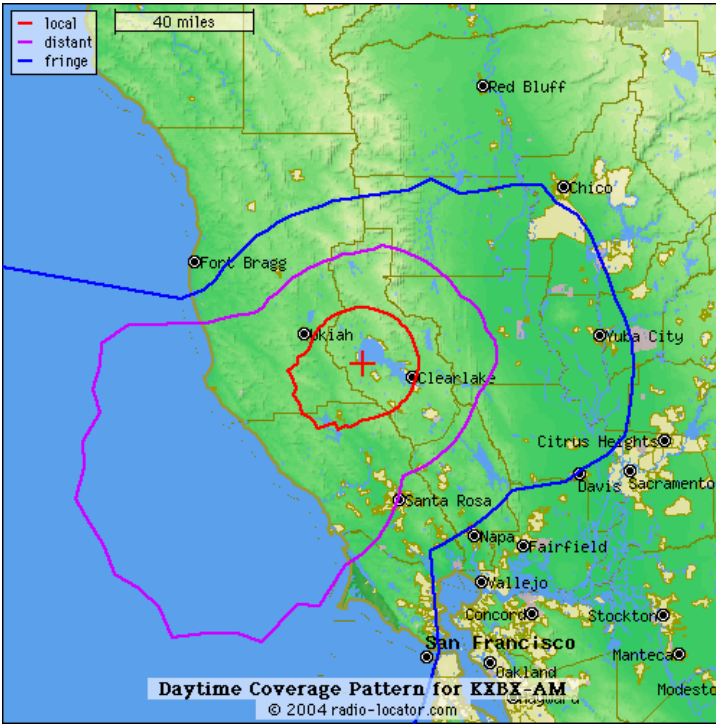 local
distant
fringe
40 miles
Red Bluff
Chico
Fort Bragg
Ukiah
Yuba City
Clearlake
Citrus Heights
Sacramento
Davis
Santa Rosa
Napa
Fairfield
Vallejo
Concord
Stockton
San Francisco
Manteca
Oakland
Modesto
Hayward
Daytime Coverage Pattern for KXBX-AM
© 2004 radio-locator.com